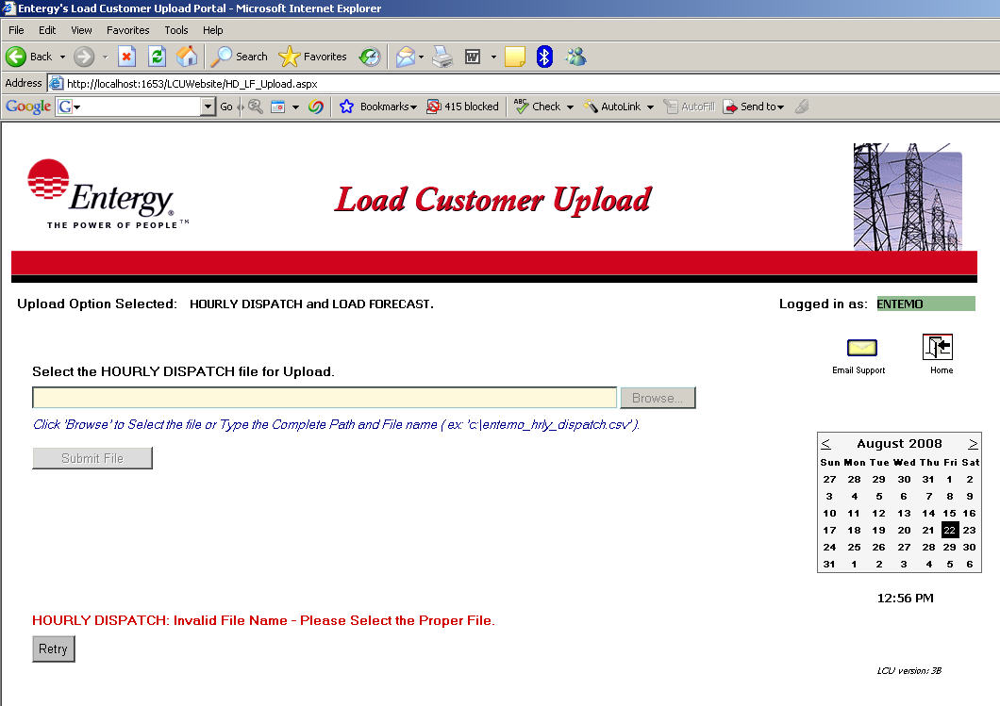 Entergy's Load Customer Upload Portal - Microsoft Internet Explorer
File Edit View Favorites Tools Help
Back Search Favorites
Address http://localhost:1653/LCUWebsite/HD_LF_Upload.aspx
Google G Go Bookmarks 415 blocked ABC Check AutoLink AutoFill Send to
Entergy®
THE POWER OF PEOPLE™
Load Customer Upload
Upload Option Selected: HOURLY DISPATCH and LOAD FORECAST.
Logged in as: ENTEMO
Email Support Home
Select the HOURLY DISPATCH file for Upload.
Browse...
Click 'Browse' to Select the file or Type the Complete Path and File name ( ex: 'c:\entemo_hrly_dispatch.csv' ).
Submit File
< August 2008 >
Sun Mon Tue Wed Thu Fri Sat
27 28 29 30 31 1 2
3 4 5 6 7 8 9
10 11 12 13 14 15 16
17 18 19 20 21 22 23
24 25 26 27 28 29 30
31 1 2 3 4 5 6
12:56 PM
HOURLY DISPATCH: Invalid File Name - Please Select the Proper File.
Retry
LCU version: 3B